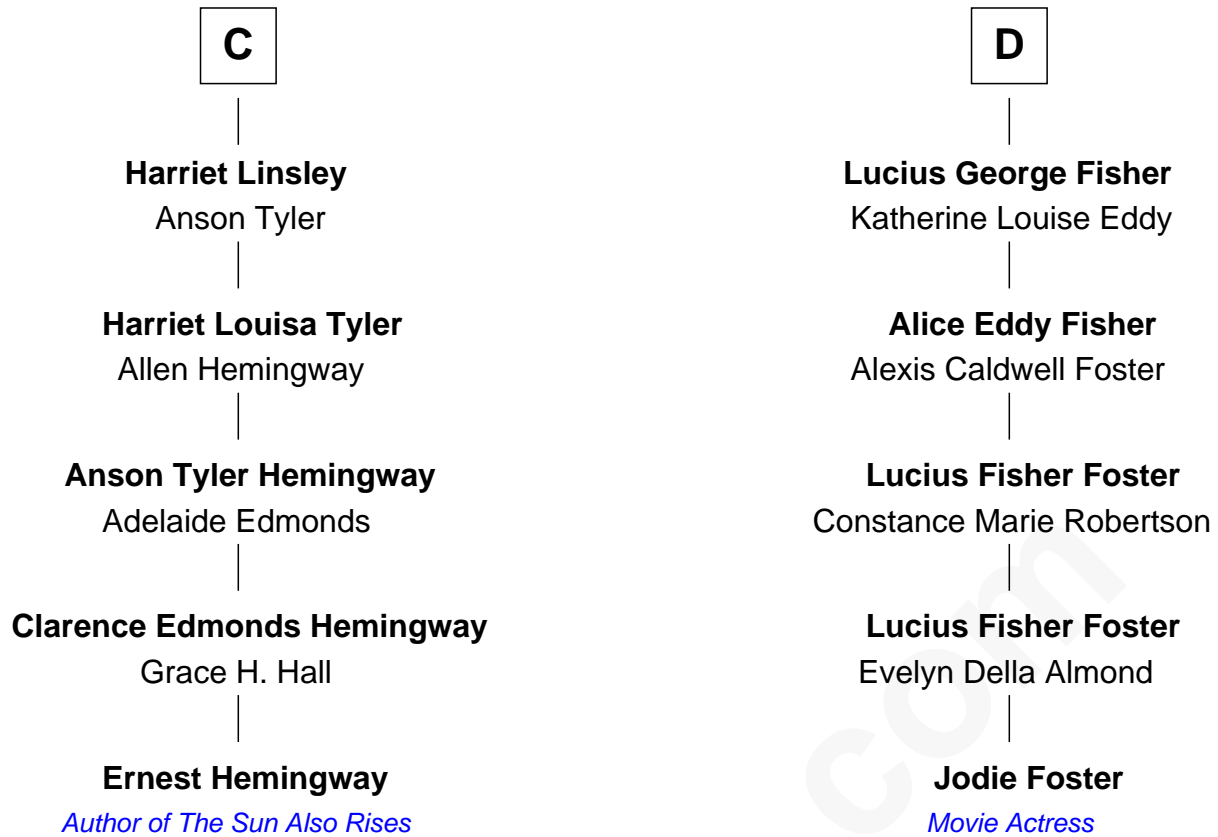 C
Harriet Linsley
Anson Tyler
Harriet Louisa Tyler
Allen Hemingway
Anson Tyler Hemingway
Adelaide Edmonds
Clarence Edmonds Hemingway
Grace H. Hall
Ernest Hemingway
Author of The Sun Also Rises
D
Lucius George Fisher
Katherine Louise Eddy
Alice Eddy Fisher
Alexis Caldwell Foster
Lucius Fisher Foster
Constance Marie Robertson
Lucius Fisher Foster
Evelyn Della Almond
Jodie Foster
Movie Actress
com